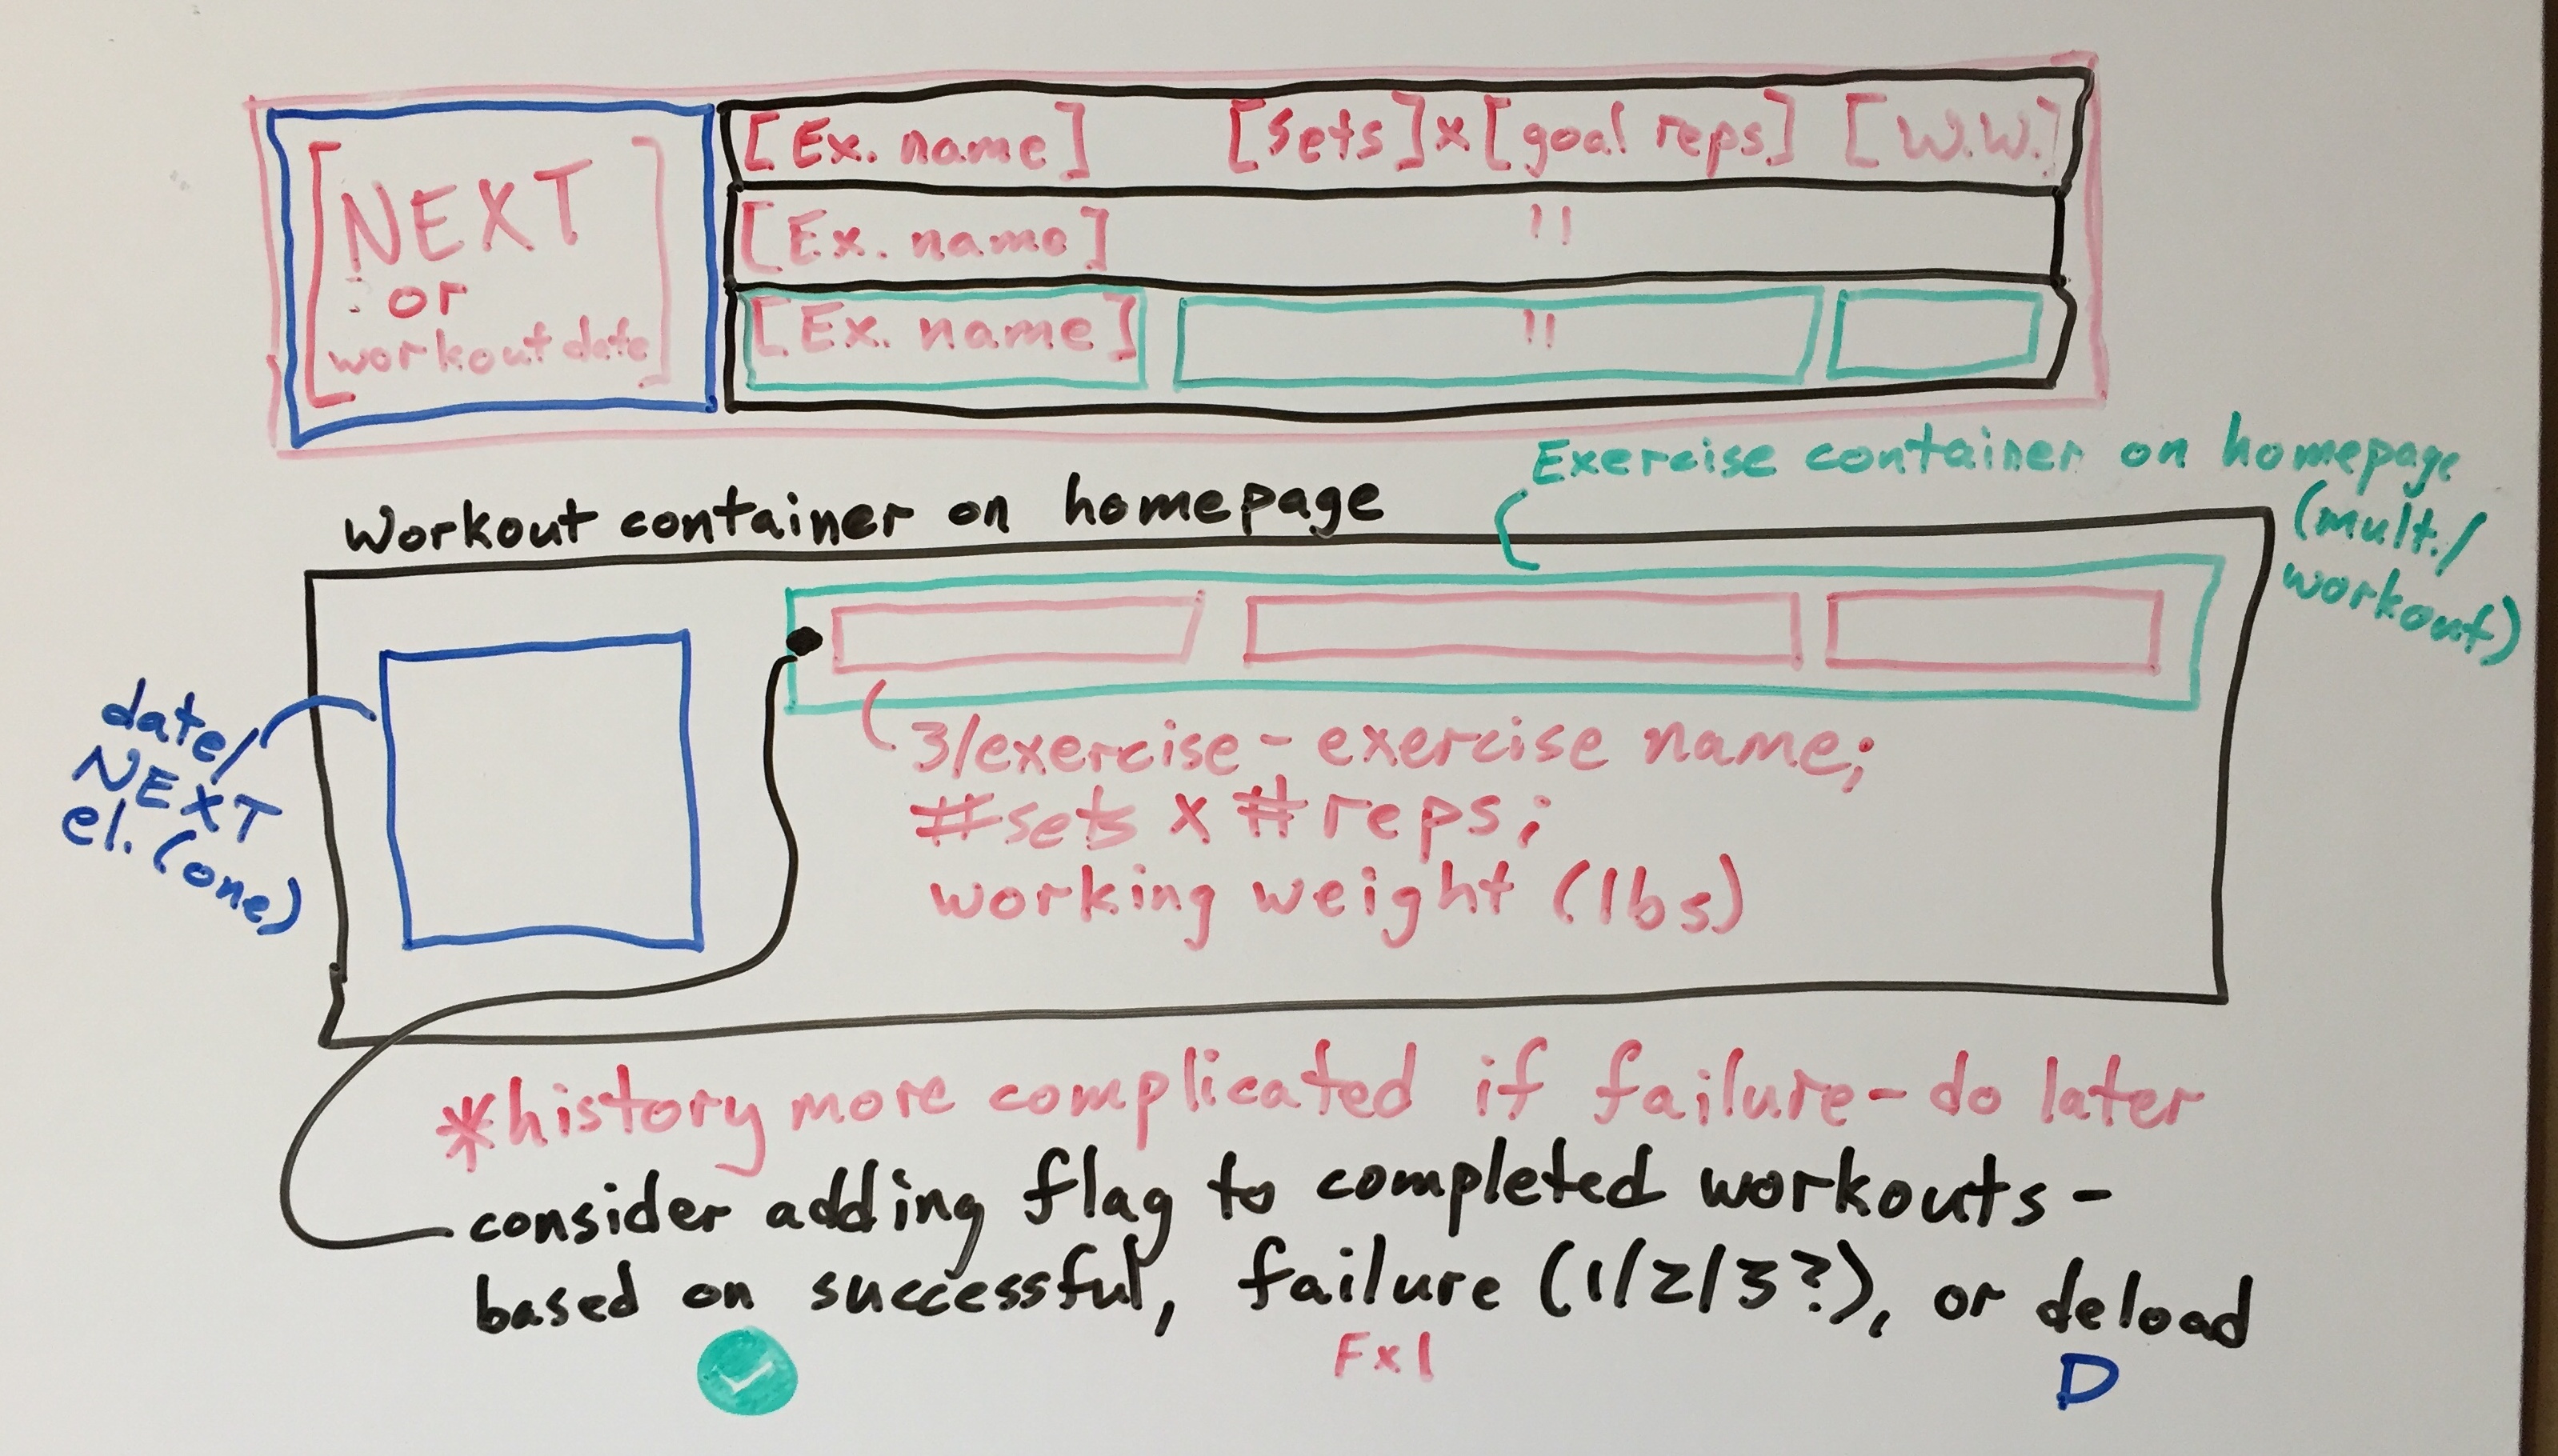 [NEXT
or
workout date]
[Ex. name] [sets]x[goal reps] [W.W.]
[Ex. name] "
[Ex. name] "
Exercise container on homepage
(mult./
workout)
Workout container on homepage
date/
NEXT
el. (one)
3/exercise - exercise name;
#sets x #reps;
working weight (lbs)
*history more complicated if failure - do later
consider adding flag to completed workouts -
based on successful, failure (1/2/3?), or deload
✓ Fx1 D